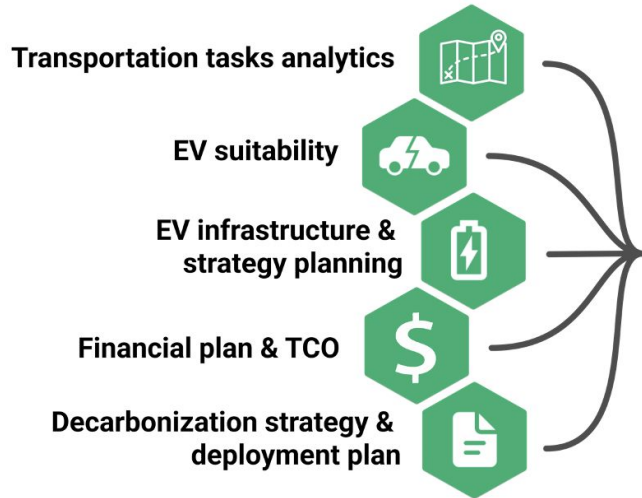 Transportation tasks analytics
EV suitability
EV infrastructure &
strategy planning
$
Financial plan & TCO
Decarbonization strategy &
deployment plan